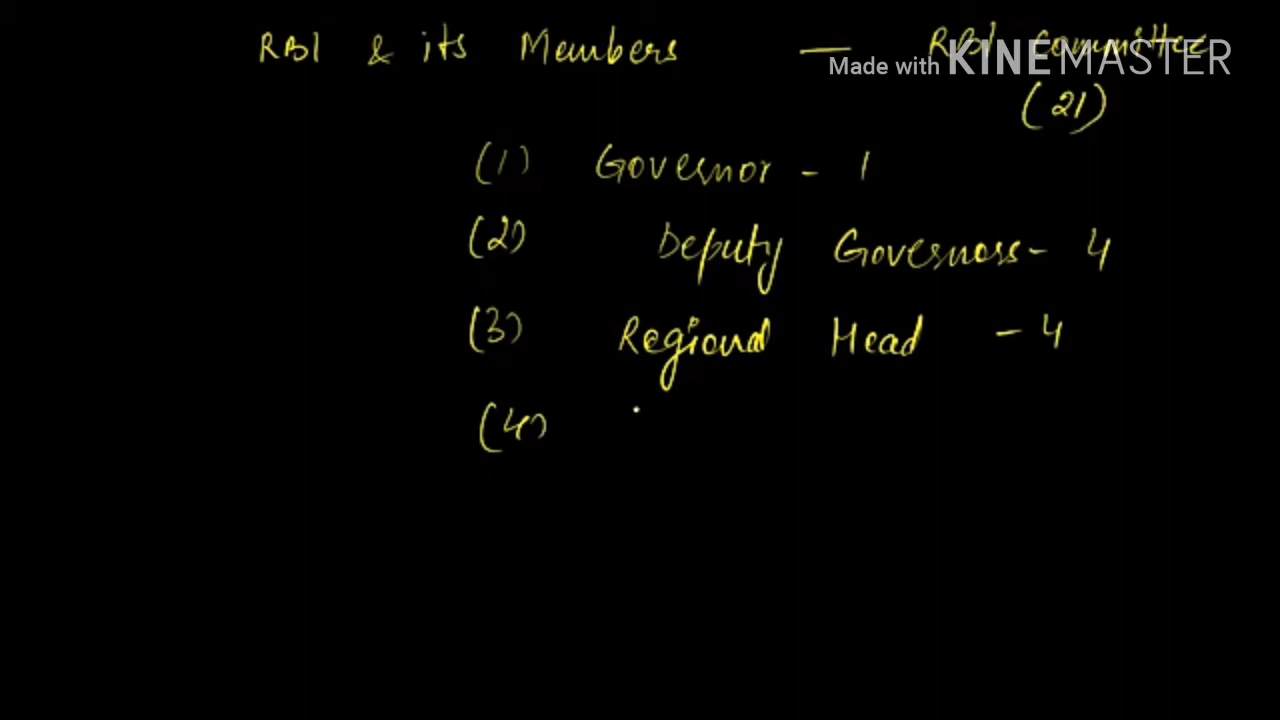 RBI & its Members — RBI Committee
Made with KINEMASTER
(21)
(1) Governor - 1
(2) Deputy Governors - 4
(3) Regional Head - 4
(4)